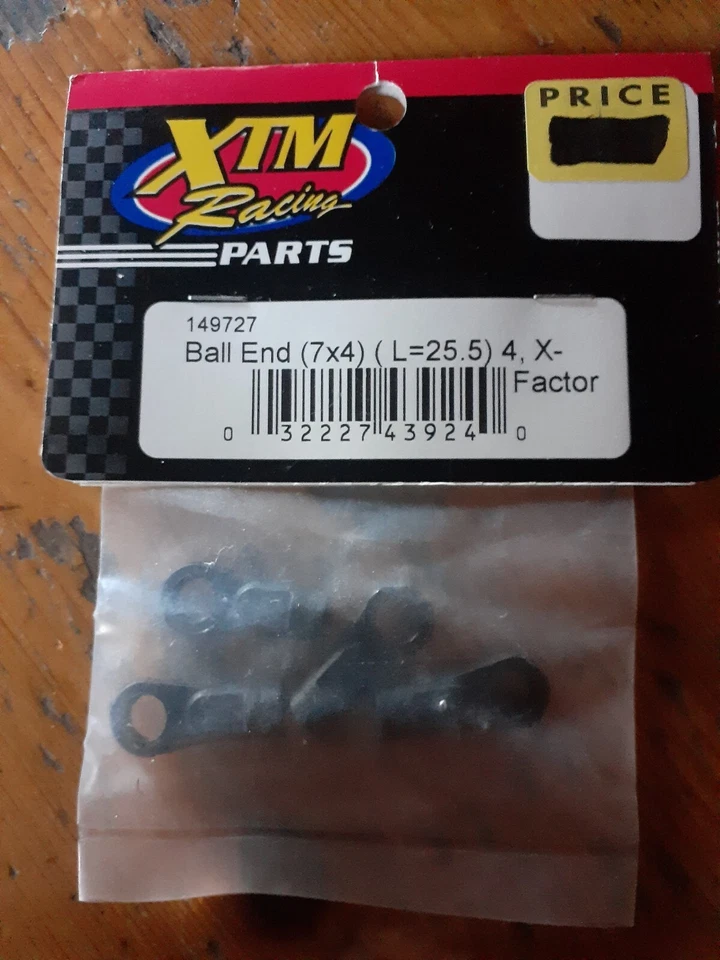 PRICE
XTM
Racing
PARTS
149727
Ball End (7x4) ( L=25.5) 4, X-
Factor
0 32227 43924 0